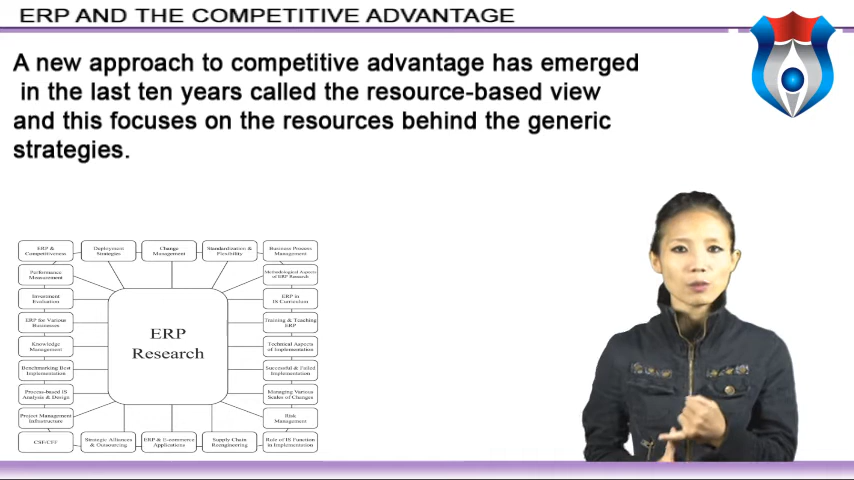 ERP AND THE COMPETITIVE ADVANTAGE
A new approach to competitive advantage has emerged
in the last ten years called the resource-based view
and this focuses on the resources behind the generic
strategies.
ERP &
Competitiveness
Deployment
Strategies
Change
Management
Standardization &
Flexibility
Business Process
Management
Performance
Measurement
Methodological Aspects
of ERP Research
Investment
Evaluation
ERP in
IS Curriculum
ERP for Various
Businesses
Training & Teaching
ERP
ERP
Research
Knowledge
Management
Technical Aspects
of Implementation
Benchmarking Best
Implementation
Successful & Failed
Implementation
Process-based IS
Analysis & Design
Managing Various
Scales of Changes
Project Management
Infrastructure
Risk
Management
CSF/CFF
Strategic Alliances
& Outsourcing
ERP & E-commerce
Applications
Supply Chain
Reengineering
Role of IS Function
in Implementation